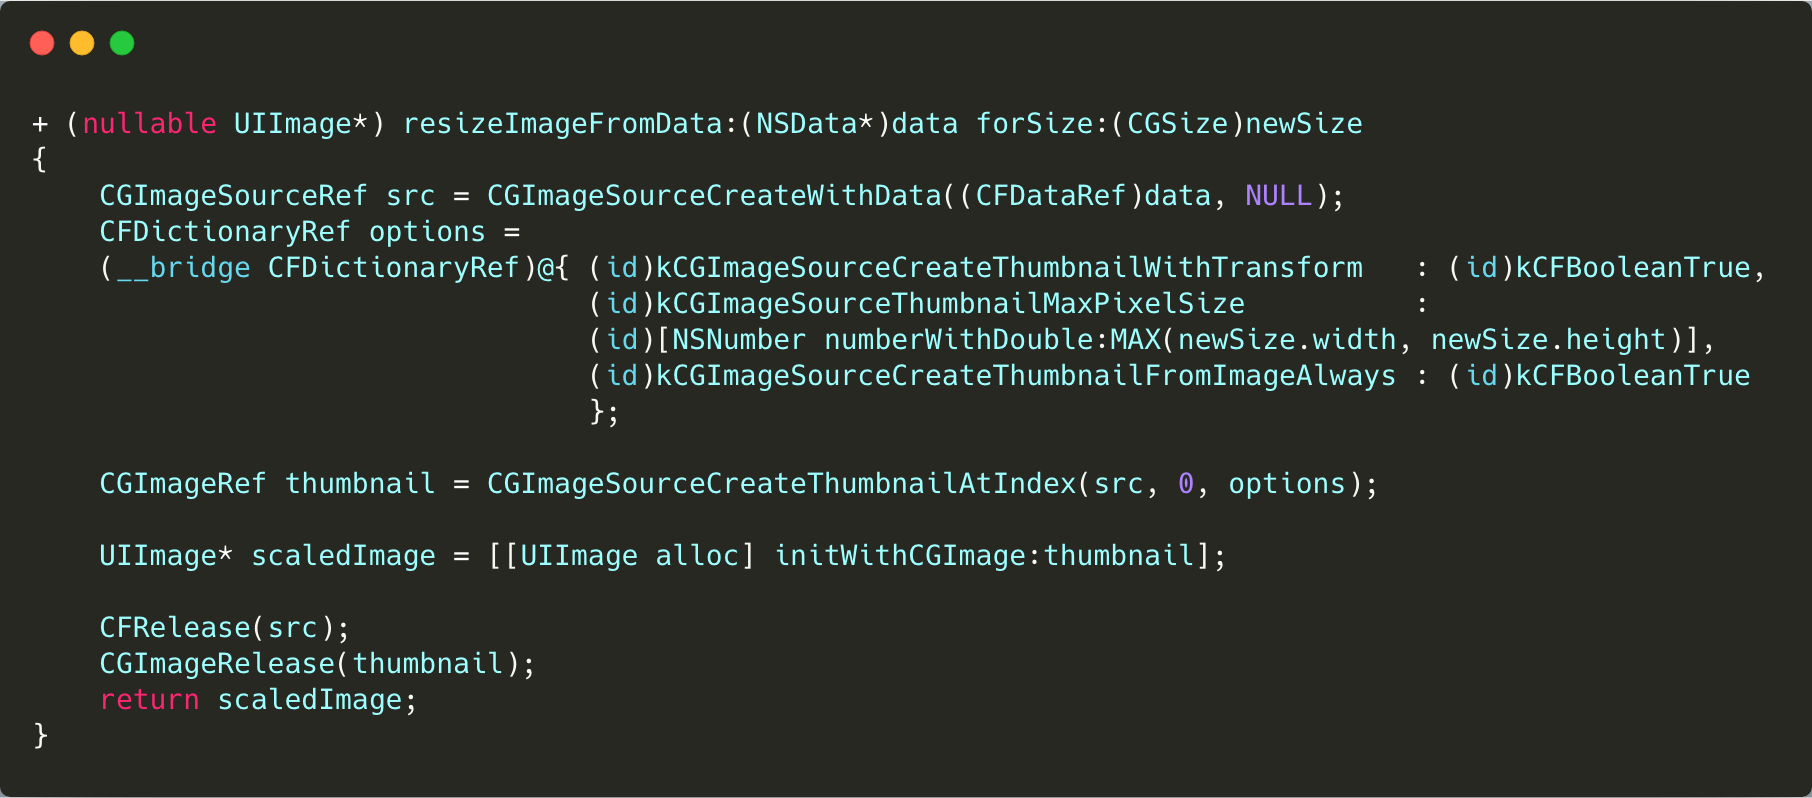 + (nullable UIImage*) resizeImageFromData:(NSData*)data forSize:(CGSize)newSize
{
    CGImageSourceRef src = CGImageSourceCreateWithData((CFDataRef)data, NULL);
    CFDictionaryRef options =
    (__bridge CFDictionaryRef)@{ (id)kCGImageSourceCreateThumbnailWithTransform   : (id)kCFBooleanTrue,
                                 (id)kCGImageSourceThumbnailMaxPixelSize          :
                                 (id)[NSNumber numberWithDouble:MAX(newSize.width, newSize.height)],
                                 (id)kCGImageSourceCreateThumbnailFromImageAlways : (id)kCFBooleanTrue
                                 };
    CGImageRef thumbnail = CGImageSourceCreateThumbnailAtIndex(src, 0, options);
    UIImage* scaledImage = [[UIImage alloc] initWithCGImage:thumbnail];
    CFRelease(src);
    CGImageRelease(thumbnail);
    return scaledImage;
}